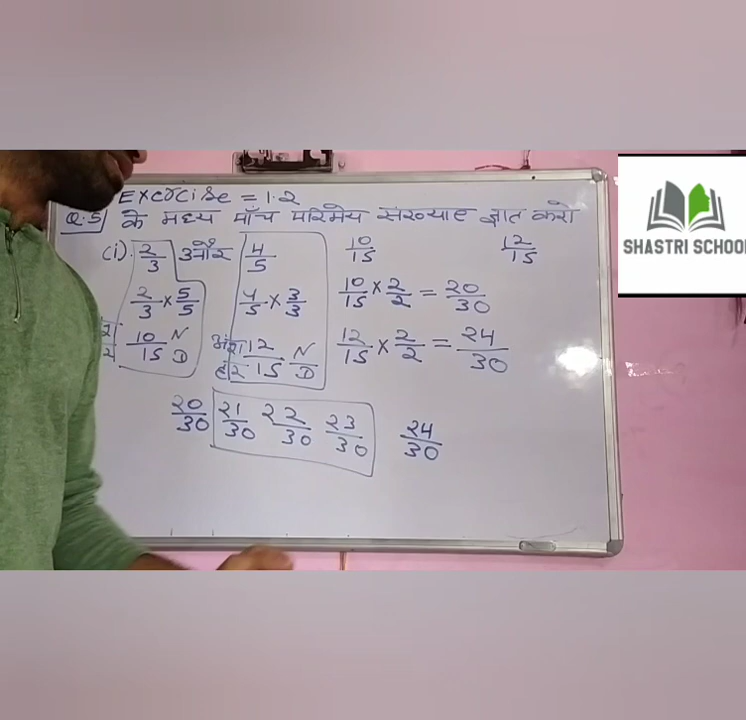 Exercise = 1.2
Q.5 के मध्य पाँच परिमेय संख्याए ज्ञात करो
(i). 2/3 और 4/5 10/15 12/15
2/3 × 5/5 4/5 × 3/3 10/15 × 2/2 = 20/30
10/15 N/D अंश/हर 12/15 N/D 12/15 × 2/2 = 24/30
20/30 21/30 22/30 23/30 24/30
SHASTRI SCHOOL